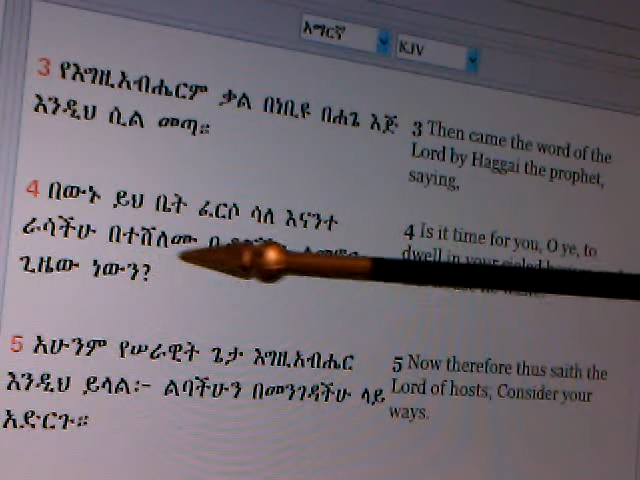 አማርኛ
KJV
3 የእግዚአብሔርም ቃል በነቢዩ በሐጌ እጅ
እንዲህ ሲል መጣ።
3 Then came the word of the
Lord by Haggai the prophet,
saying,
4 በውኑ ይህ ቤት ፈርሶ ሳለ እናንተ
ራሳችሁ በተሸለሙ
ጊዜው ነውን?
4 Is it time for you, O ye, to
dwell in your
5 አሁንም የሠራዊት ጌታ እግዚአብሔር
እንዲህ ይላል፦ ልባችሁን በመንገዳችሁ ላይ
አድርጉ።
5 Now therefore thus saith the
Lord of hosts; Consider your
ways.